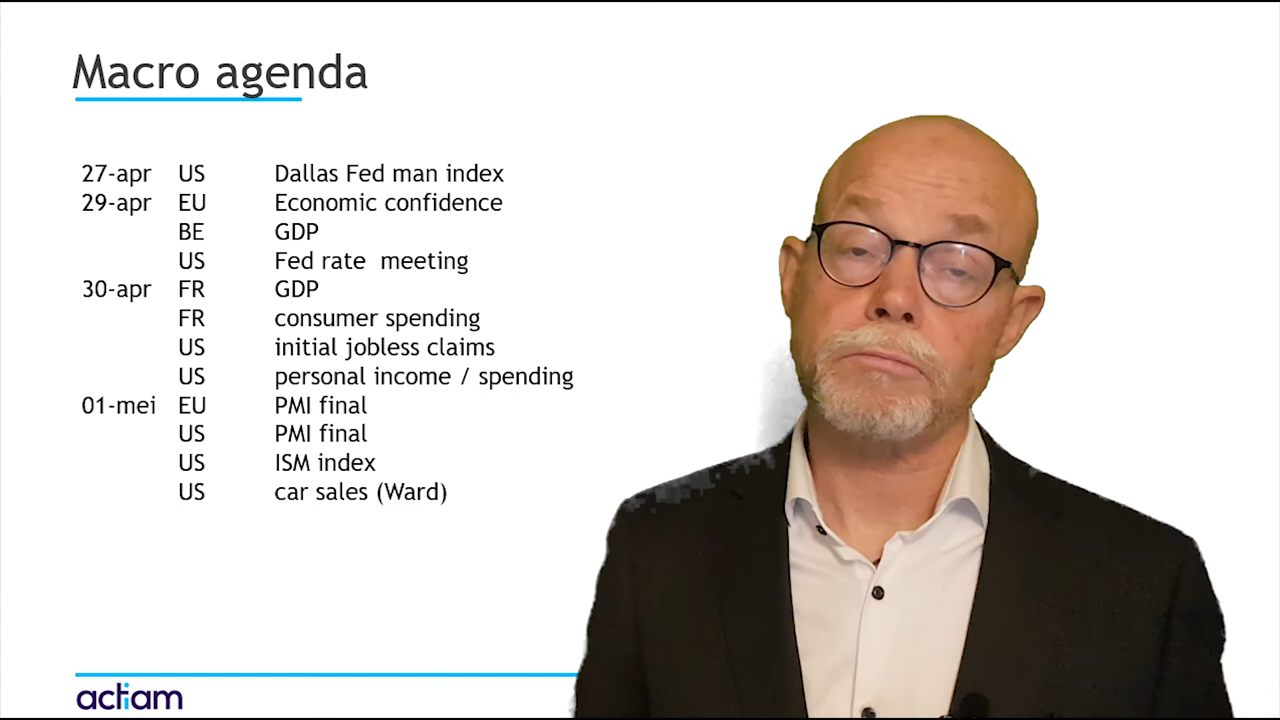 Macro agenda
27-apr US Dallas Fed man index
29-apr EU Economic confidence
BE GDP
US Fed rate meeting
30-apr FR GDP
FR consumer spending
US initial jobless claims
US personal income / spending
01-mei EU PMI final
US PMI final
US ISM index
US car sales (Ward)
actiam